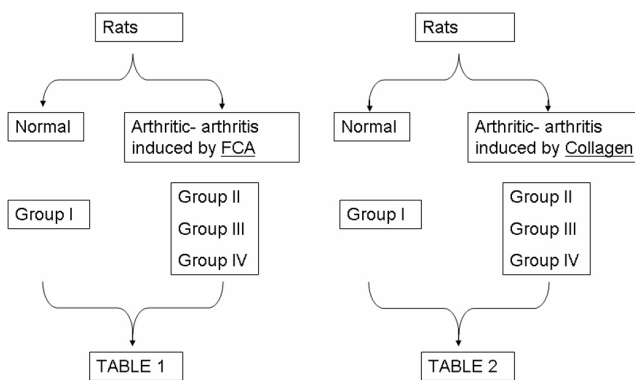 Rats
Normal
Arthritic- arthritis
induced by FCA
Group I
Group II
Group III
Group IV
TABLE 1
Rats
Normal
Arthritic- arthritis
induced by Collagen
Group I
Group II
Group III
Group IV
TABLE 2